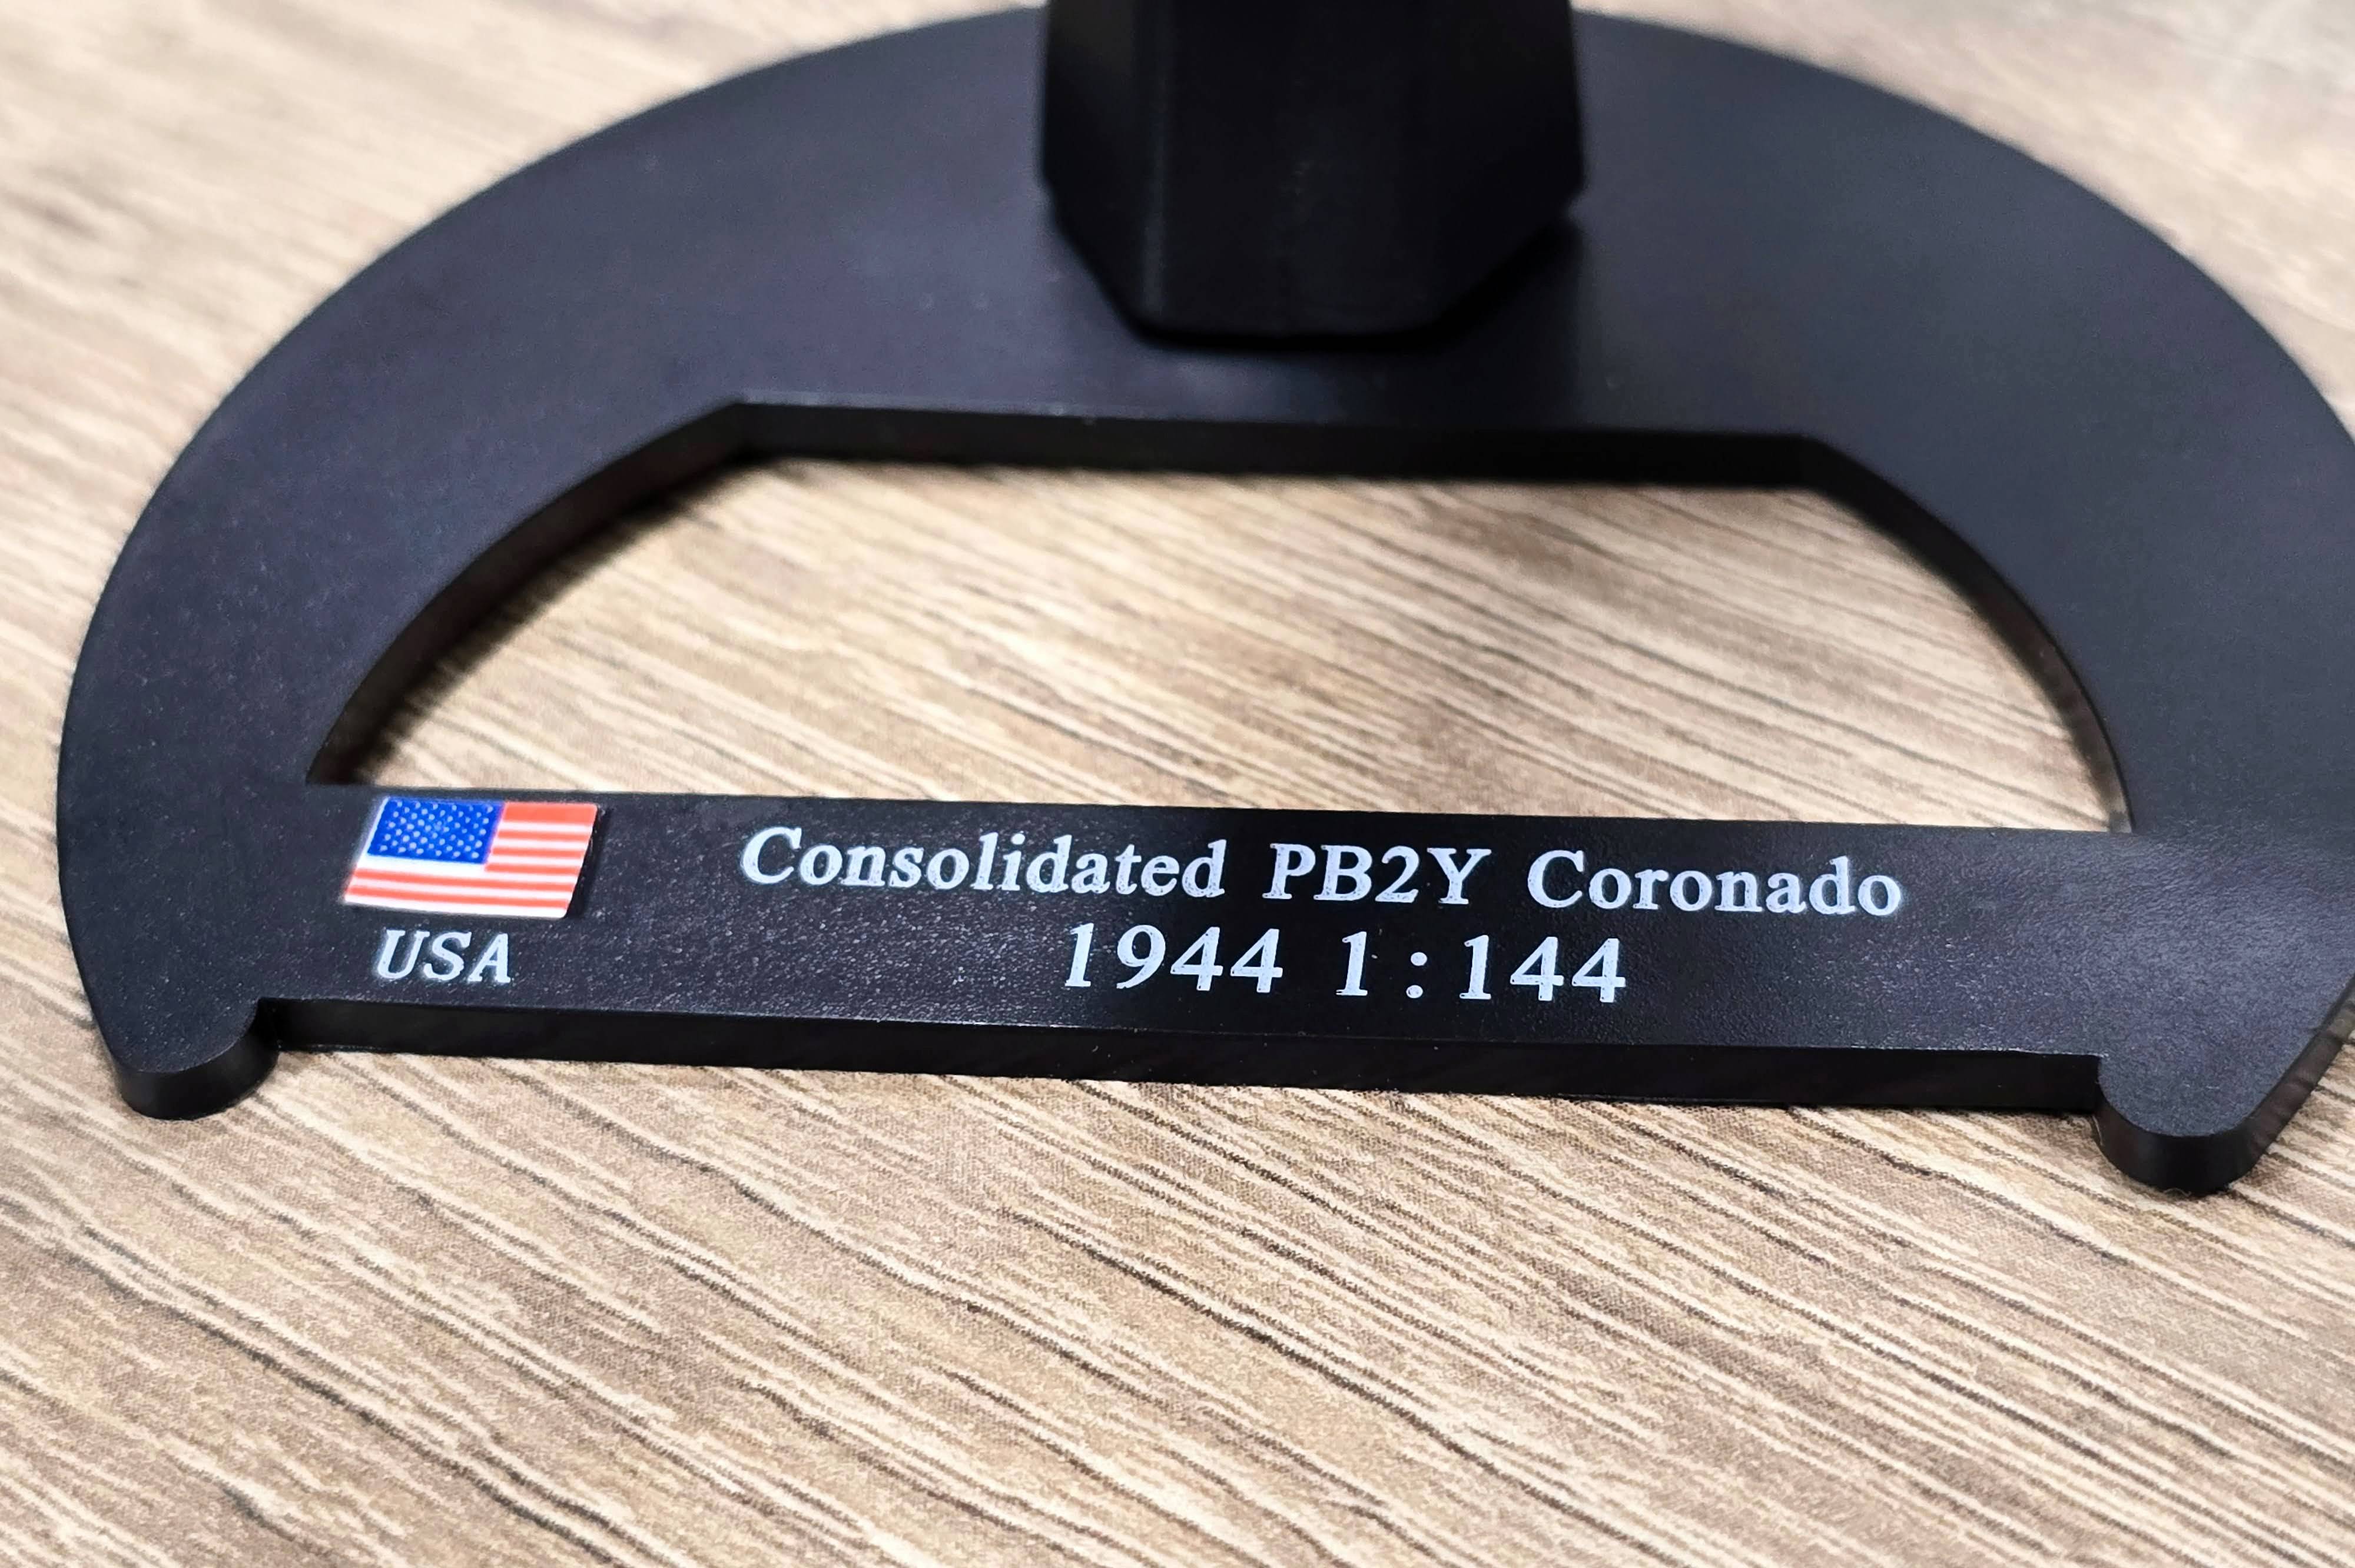 Consolidated PB2Y Coronado
1944 1:144
USA